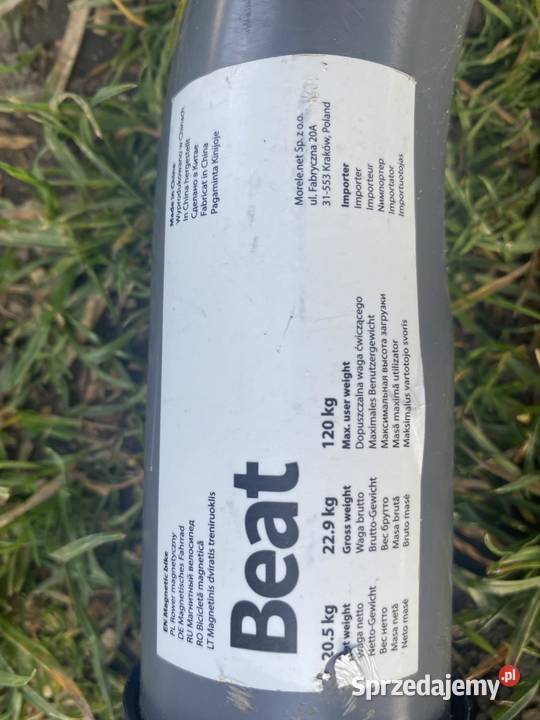 EN Magnetic bike
PL Rower magnetyczny
DE Magnetisches Fahrrad
RU Магнитный велосипед
RO Bicicletă magnetică
LT Magnetinis dviratis treniruoklis
Beat
20.5 kg
weight
Waga netto
Netto-Gewicht
Вес нетто
Masa netă
Neto masė
22.9 kg
Gross weight
Waga brutto
Brutto-Gewicht
Вес брутто
Masa brută
Bruto masė
120 kg
Max. user weight
Dopuszczalna waga ćwiczącego
Maximales Benutzergewicht
Максимальная высота загрузки
Masă maximă utilizator
Maksimalus vartotojo svoris
Made in China
Wyprodukowano w Chinach
In China hergestellt
Сделано в Китае
Fabricat in China
Pagaminta Kinijoje
Morele.net Sp. z o.o.
ul. Fabryczna 20A
31-553 Kraków, Poland
Importer
Importer
Importeur
Nмпортер
Importator
Importuotojas
Sprzedajemy.pl